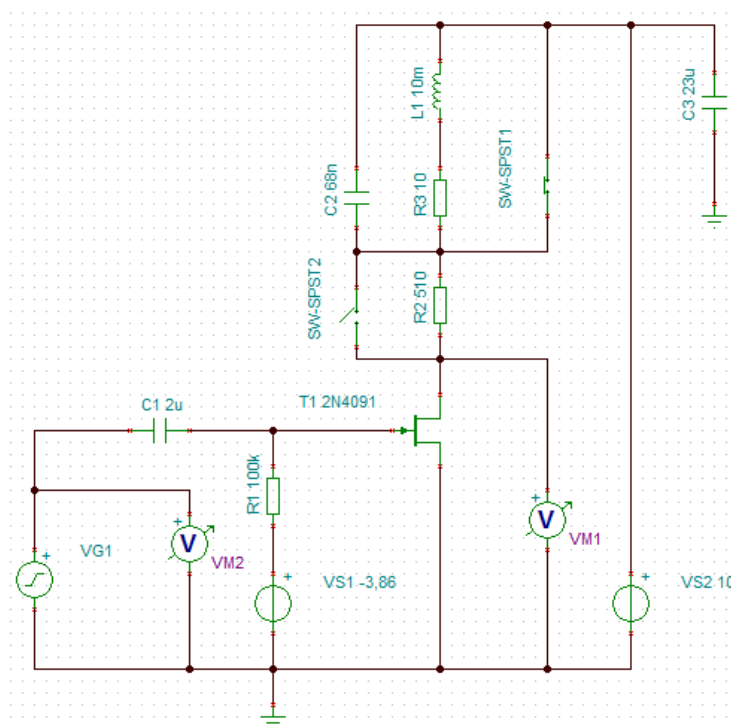 L1 10m
C3 23u
C2 68n
R3 10
SW-SPST1
SW-SPST2
R2 510
C1 2u
T1 2N4091
R1 100k
+
V
VM1
+
VG1
+
V
VM2
+
VS1 -3,86
+
VS2 10